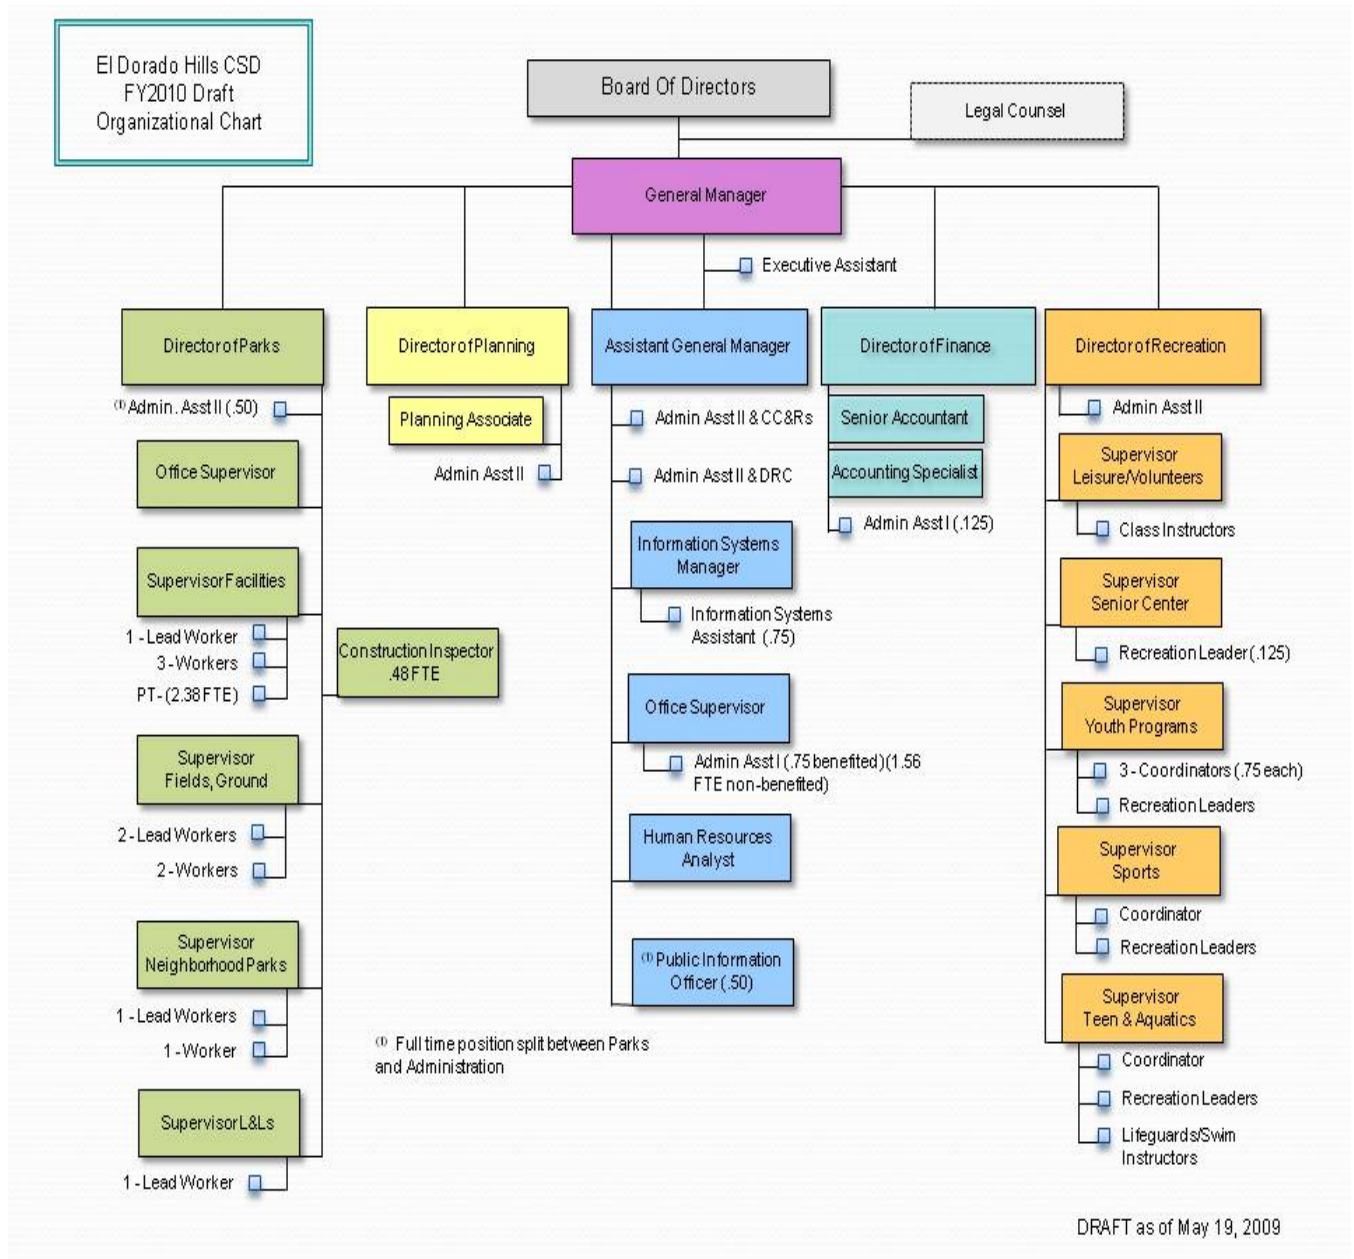 El Dorado Hills CSD
FY2010 Draft
Organizational Chart
Board Of Directors
Legal Counsel
General Manager
Executive Assistant
Director of Parks
(1) Admin. Asst II (.50)
Office Supervisor
Supervisor Facilities
1 - Lead Worker
3 - Workers
PT- (2.38 FTE)
Construction Inspector
.48 FTE
Supervisor
Fields, Ground
2 - Lead Workers
2 - Workers
Supervisor
Neighborhood Parks
1 - Lead Workers
1 - Worker
Supervisor L&Ls
1 - Lead Worker
Director of Planning
Planning Associate
Admin Asst II
Assistant General Manager
Admin Asst II & CC&Rs
Admin Asst II & DRC
Information Systems
Manager
Information Systems
Assistant (.75)
Office Supervisor
Admin Asst I (.75 benefited)(1.56
FTE non-benefited)
Human Resources
Analyst
(1) Public Information
Officer (.50)
Director of Finance
Senior Accountant
Accounting Specialist
Admin Asst I (.125)
Director of Recreation
Admin Asst II
Supervisor
Leisure/Volunteers
Class Instructors
Supervisor
Senior Center
Recreation Leader (.125)
Supervisor
Youth Programs
3 - Coordinators (.75 each)
Recreation Leaders
Supervisor
Sports
Coordinator
Recreation Leaders
Supervisor
Teen & Aquatics
Coordinator
Recreation Leaders
Lifeguards/Swim
Instructors
(1) Full time position split between Parks
and Administration
DRAFT as of May 19, 2009